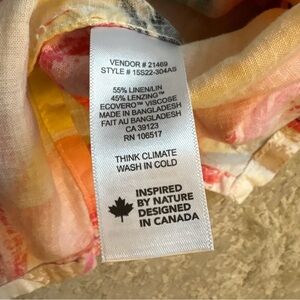 VENDOR # 21469
STYLE # 15S22-304AS
55% LINEN/LIN
45% LENZING™
ECOVERO™ VISCOSE
MADE IN BANGLADESH
FAIT AU BANGLADESH
CA 39123
RN 106517
THINK CLIMATE
WASH IN COLD
INSPIRED
BY NATURE
DESIGNED
IN CANADA